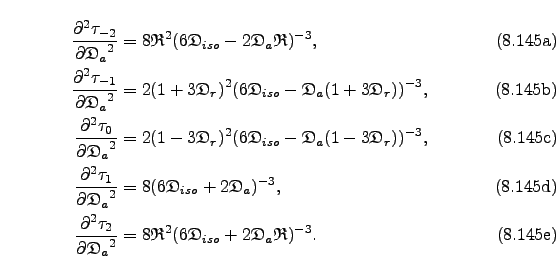 ∂²τ₋₂/∂𝔇ₐ² = 8ℜ²(6𝔇ᵢₛₒ − 2𝔇ₐℜ)⁻³, (8.145a)
∂²τ₋₁/∂𝔇ₐ² = 2(1 + 3𝔇ᵣ)²(6𝔇ᵢₛₒ − 𝔇ₐ(1 + 3𝔇ᵣ))⁻³, (8.145b)
∂²τ₀/∂𝔇ₐ² = 2(1 − 3𝔇ᵣ)²(6𝔇ᵢₛₒ − 𝔇ₐ(1 − 3𝔇ᵣ))⁻³, (8.145c)
∂²τ₁/∂𝔇ₐ² = 8(6𝔇ᵢₛₒ + 2𝔇ₐ)⁻³, (8.145d)
∂²τ₂/∂𝔇ₐ² = 8ℜ²(6𝔇ᵢₛₒ + 2𝔇ₐℜ)⁻³. (8.145e)